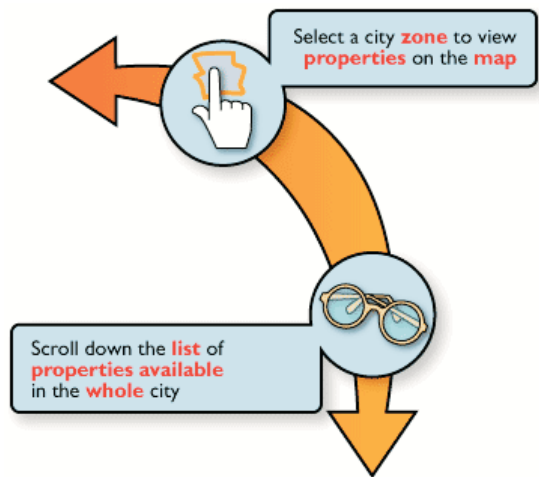 Select a city zone to view
properties on the map
Scroll down the list of
properties available
in the whole city